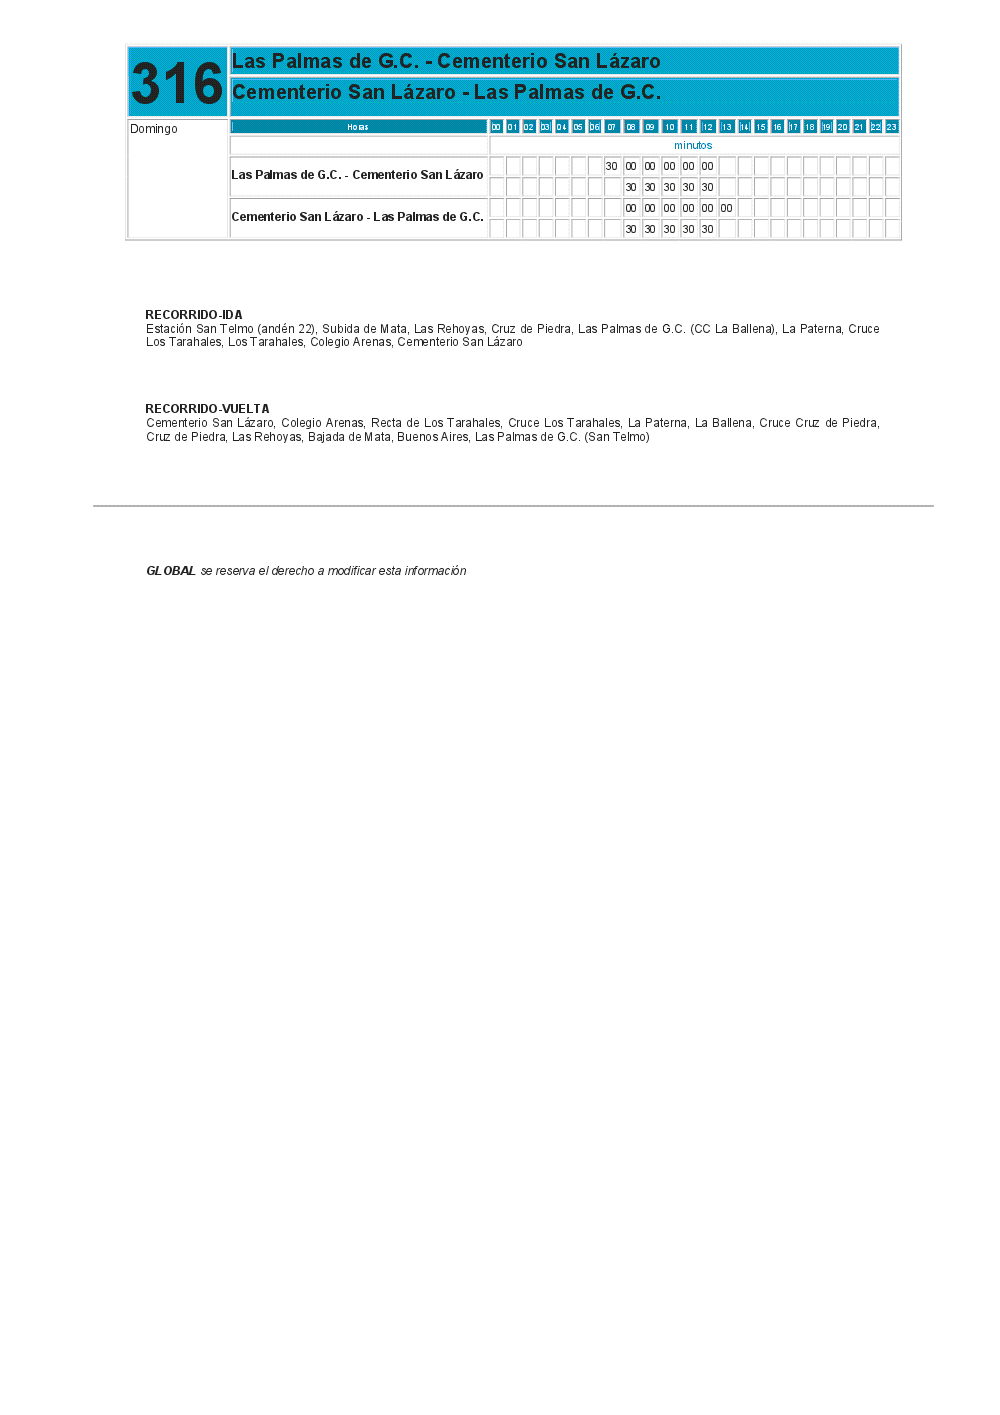 316
Las Palmas de G.C. - Cementerio San Lázaro
Cementerio San Lázaro - Las Palmas de G.C.
Domingo
Horas 00 01 02 03 04 05 06 07 08 09 10 11 12 13 14 15 16 17 18 19 20 21 22 23
minutos
Las Palmas de G.C. - Cementerio San Lázaro
30 00 00 00 00 00
30 30 30 30 30
Cementerio San Lázaro - Las Palmas de G.C.
00 00 00 00 00 00
30 30 30 30 30
RECORRIDO-IDA
Estación San Telmo (andén 22), Subida de Mata, Las Rehoyas, Cruz de Piedra, Las Palmas de G.C. (CC La Ballena), La Paterna, Cruce
Los Tarahales, Los Tarahales, Colegio Arenas, Cementerio San Lázaro
RECORRIDO-VUELTA
Cementerio San Lázaro, Colegio Arenas, Recta de Los Tarahales, Cruce Los Tarahales, La Paterna, La Ballena, Cruce Cruz de Piedra,
Cruz de Piedra, Las Rehoyas, Bajada de Mata, Buenos Aires, Las Palmas de G.C. (San Telmo)
GLOBAL se reserva el derecho a modificar esta información